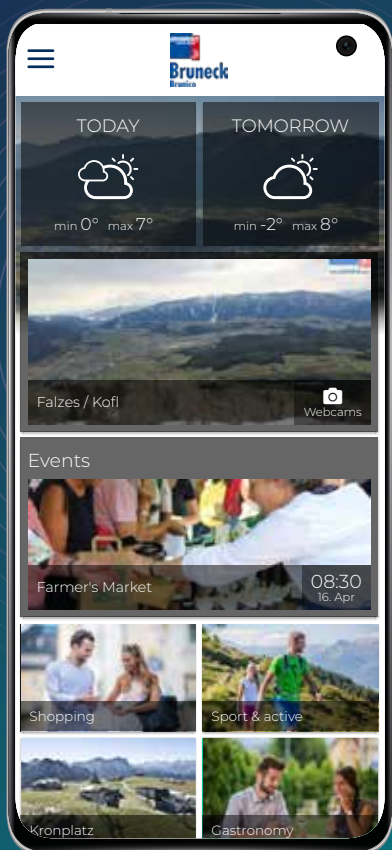 Bruneck
Brunico
TODAY
TOMORROW
min 0° max 7°
min -2° max 8°
Falzes / Kofl
Webcams
Events
Farmer's Market
08:30
16. Apr
Shopping
Sport & active
Kronplatz
Gastronomy